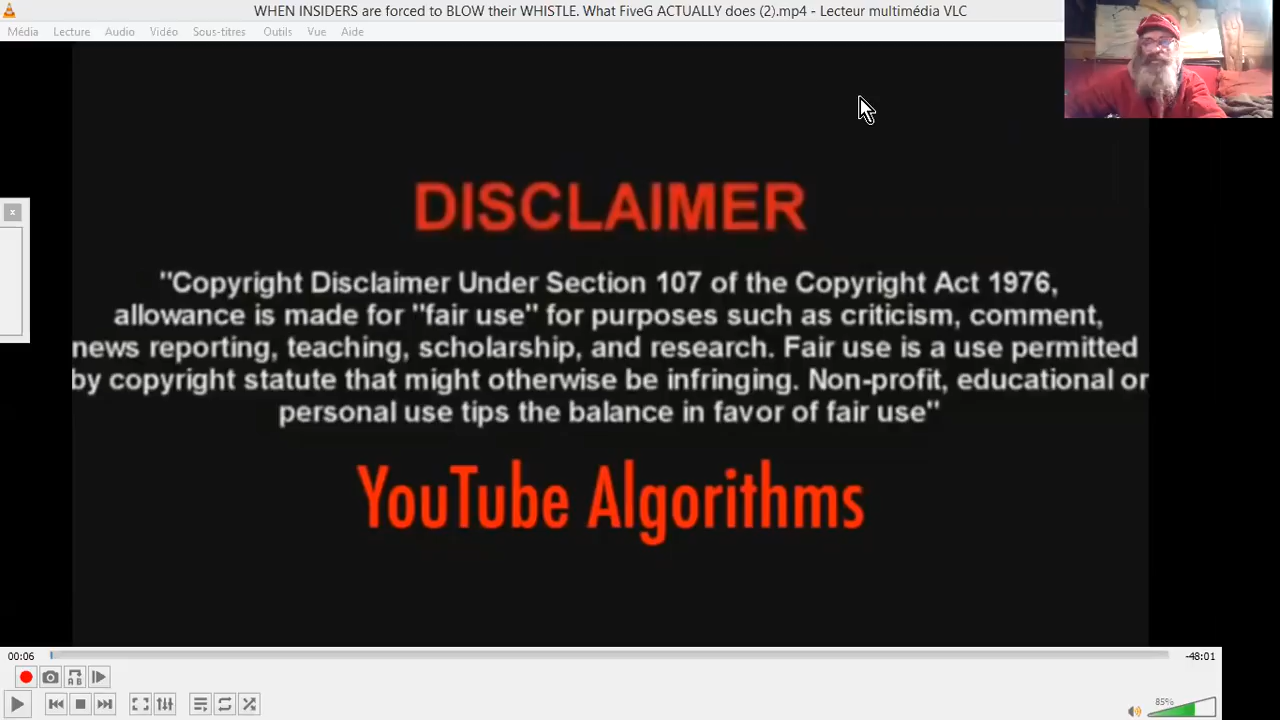 WHEN INSIDERS are forced to BLOW their WHISTLE. What FiveG ACTUALLY does (2).mp4 - Lecteur multimédia VLC
Média Lecture Audio Vidéo Sous-titres Outils Vue Aide
x
DISCLAIMER
"Copyright Disclaimer Under Section 107 of the Copyright Act 1976,
allowance is made for "fair use" for purposes such as criticism, comment,
news reporting, teaching, scholarship, and research. Fair use is a use permitted
by copyright statute that might otherwise be infringing. Non-profit, educational or
personal use tips the balance in favor of fair use"
YouTube Algorithms
00:06 -48:01
AB
85%